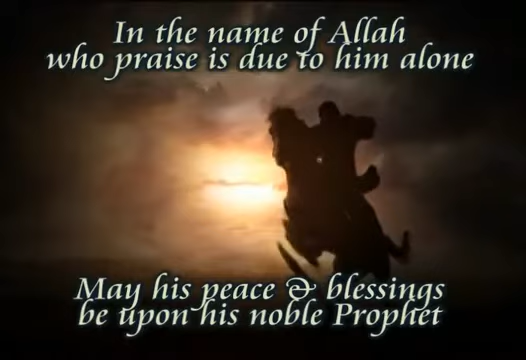 In the name of Allah
who praise is due to him alone
May his peace & blessings
be upon his noble Prophet